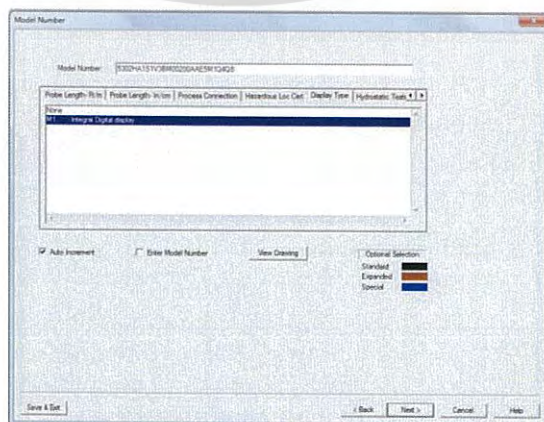 Model Number
Model Number: 5302HA1S1V3BM00200AAE5M1Q4Q8
Probe Length- ft/m Probe Length- in/cm Process Connection Hazardous Loc Cert Display Type Hydrostatic Testi
None
M1 Integral Digital display
Auto Increment Enter Model Number View Drawing Optional Selection
Standard
Expanded
Special
Save & Exit < Back Next > Cancel Help